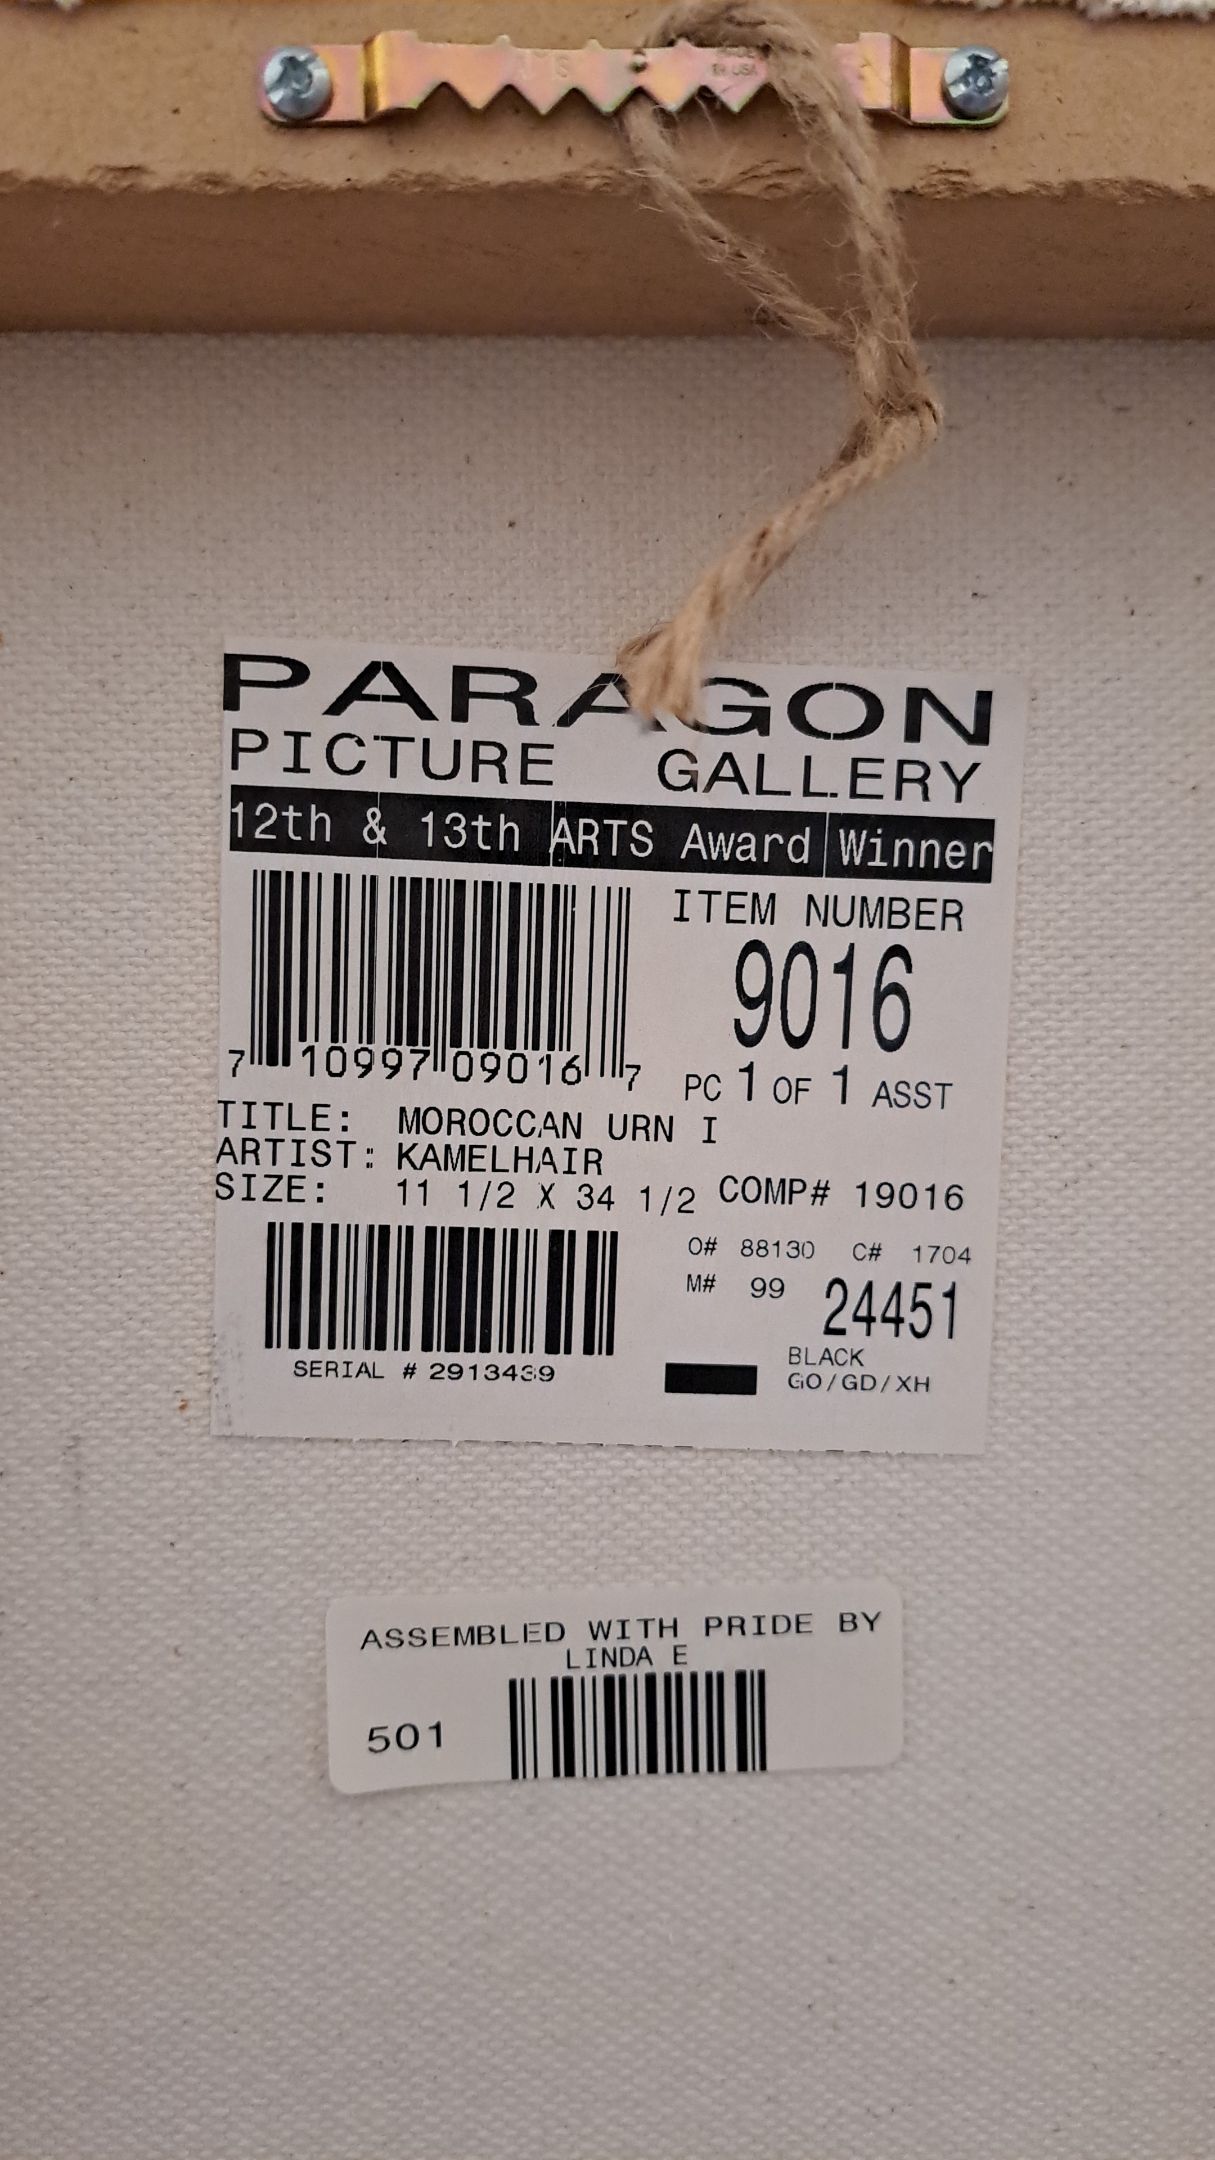 PARAGON
PICTURE GALLERY
12th & 13th ARTS Award Winner
ITEM NUMBER
9016
7 10997 09016 7
PC 1 OF 1 ASST
TITLE: MOROCCAN URN I
ARTIST: KAMELHAIR
SIZE: 11 1/2 X 34 1/2 COMP# 19016
O# 88130 C# 1704
M# 99 24451
SERIAL # 2913439
BLACK
GO/GD/XH
ASSEMBLED WITH PRIDE BY
LINDA E
501